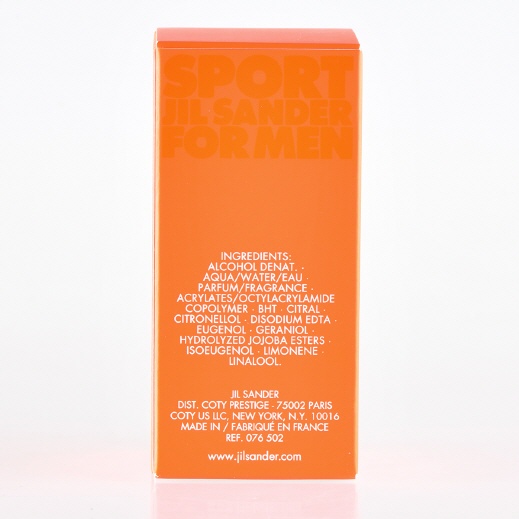 SPORT
JIL SANDER
FOR MEN
INGREDIENTS:
ALCOHOL DENAT. ·
AQUA/WATER/EAU ·
PARFUM/FRAGRANCE ·
ACRYLATES/OCTYLACRYLAMIDE
COPOLYMER · BHT · CITRAL ·
CITRONELLOL · DISODIUM EDTA ·
EUGENOL · GERANIOL ·
HYDROLYZED JOJOBA ESTERS ·
ISOEUGENOL · LIMONENE ·
LINALOOL.
JIL SANDER
DIST. COTY PRESTIGE · 75002 PARIS
COTY US LLC, NEW YORK, N.Y. 10016
MADE IN / FABRIQUÉ EN FRANCE
REF. 076 502
www.jilsander.com